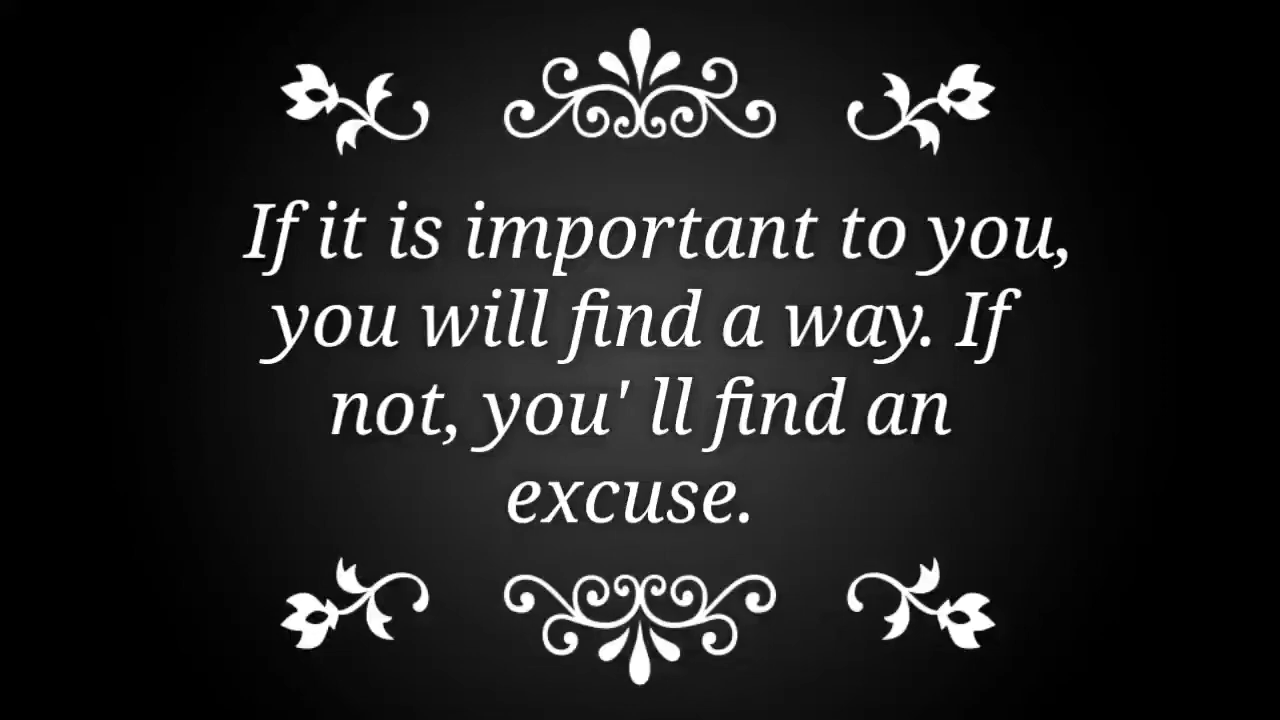 If it is important to you,
you will find a way. If
not, you' ll find an
excuse.